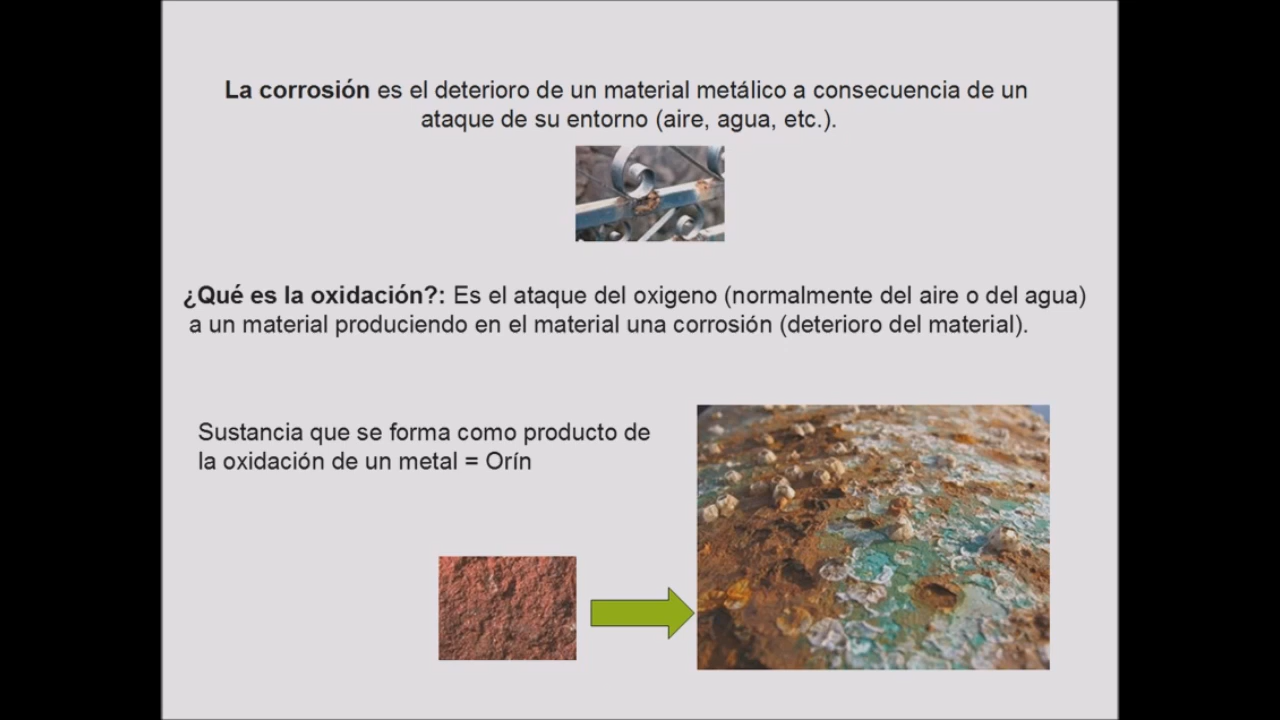 La corrosión es el deterioro de un material metálico a consecuencia de un
ataque de su entorno (aire, agua, etc.).
¿Qué es la oxidación?: Es el ataque del oxigeno (normalmente del aire o del agua)
a un material produciendo en el material una corrosión (deterioro del material).
Sustancia que se forma como producto de
la oxidación de un metal = Orín